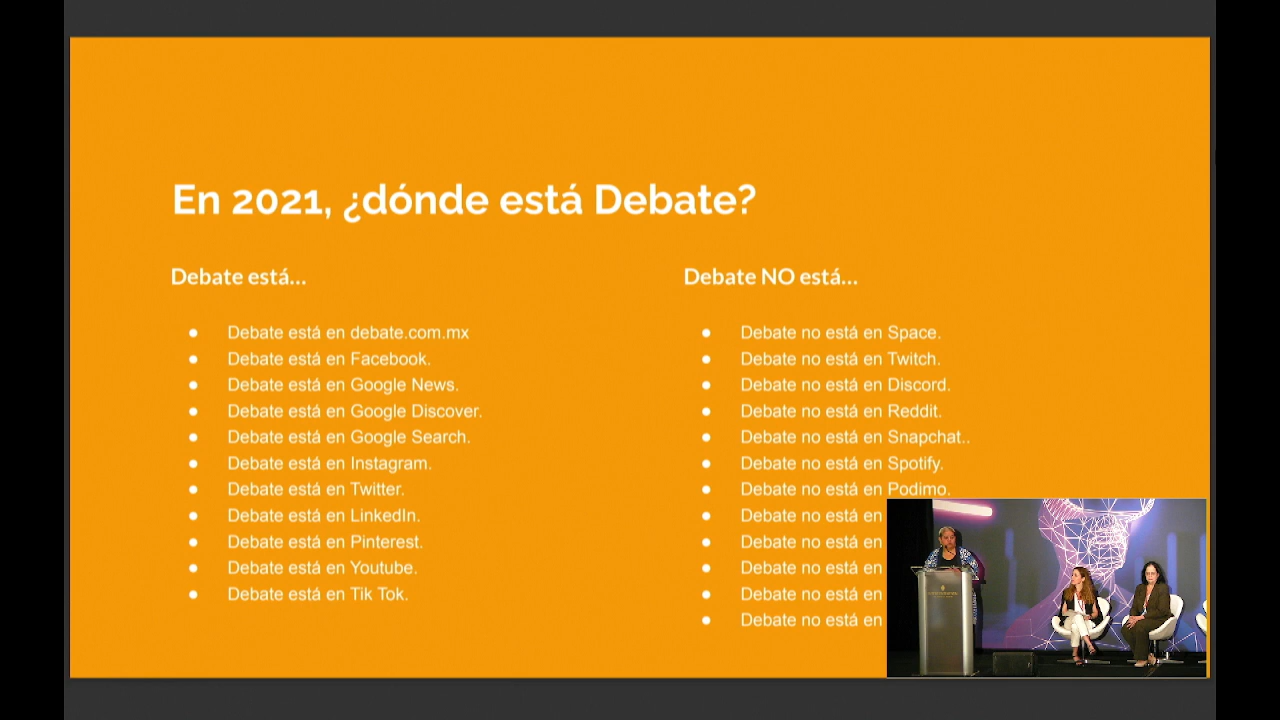 En 2021, ¿dónde está Debate?
Debate está...
Debate está en debate.com.mx
Debate está en Facebook.
Debate está en Google News.
Debate está en Google Discover.
Debate está en Google Search.
Debate está en Instagram.
Debate está en Twitter.
Debate está en LinkedIn.
Debate está en Pinterest.
Debate está en Youtube.
Debate está en Tik Tok.
Debate NO está...
Debate no está en Space.
Debate no está en Twitch.
Debate no está en Discord.
Debate no está en Reddit.
Debate no está en Snapchat..
Debate no está en Spotify.
Debate no está en Podimo.
Debate no está en
Debate no está en
Debate no está en
Debate no está en
Debate no está en